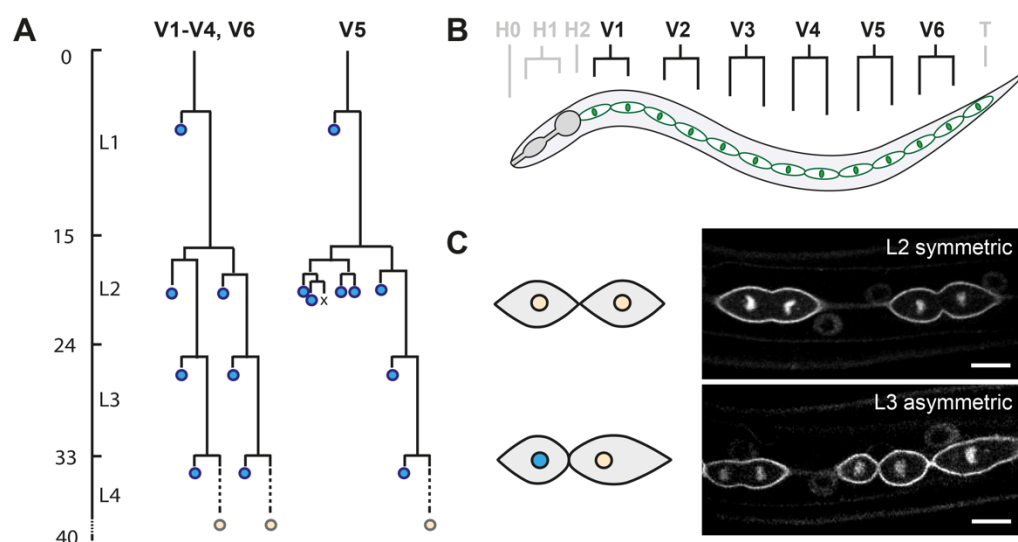 A
V1-V4, V6 V5
0
L1
15
L2
x
24
L3
33
L4
40
B
H0 H1 H2 V1 V2 V3 V4 V5 V6 T
C
L2 symmetric
L3 asymmetric